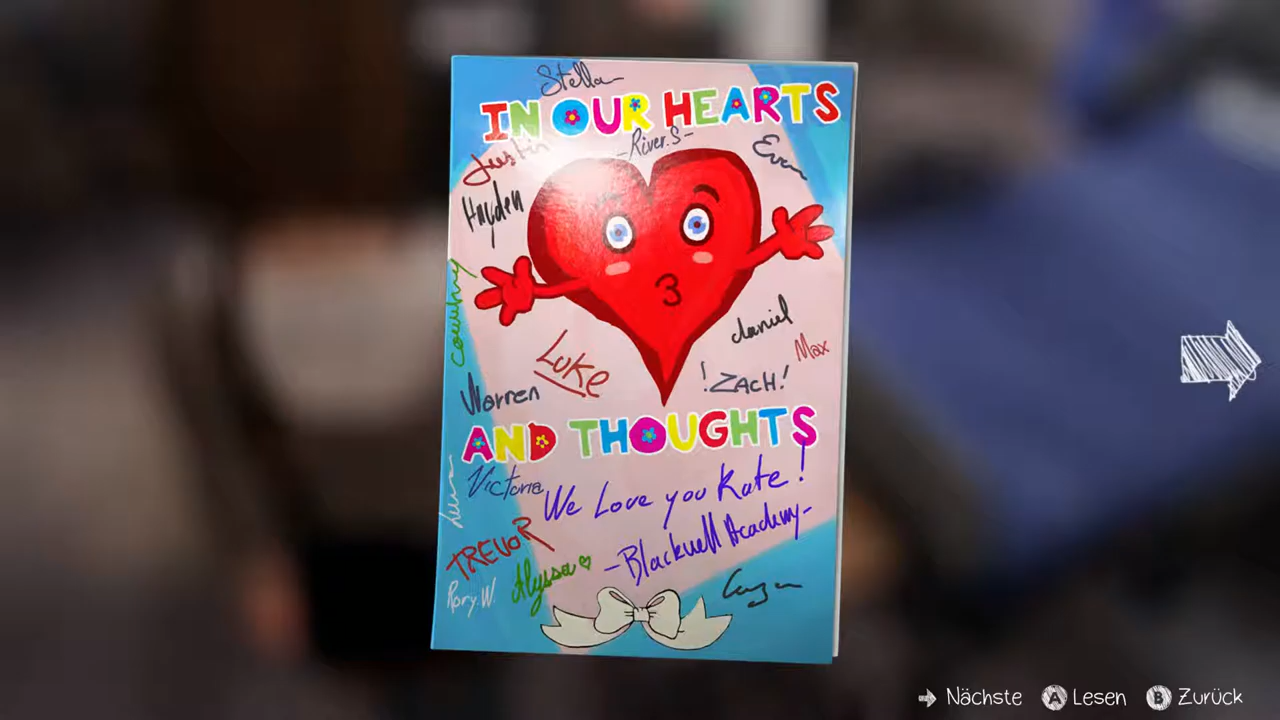 Stella
IN OUR HEARTS
-River.S-
Justin
Evan
Hayden
Courtney
daniel
Max
Luke
!ZACH!
Warren
AND THOUGHTS
Victoria
We Love you Kate!
-Blackwell Academy-
TREVOR
Alyssa
Rory.W.
Nächste
A Lesen
B Zurück